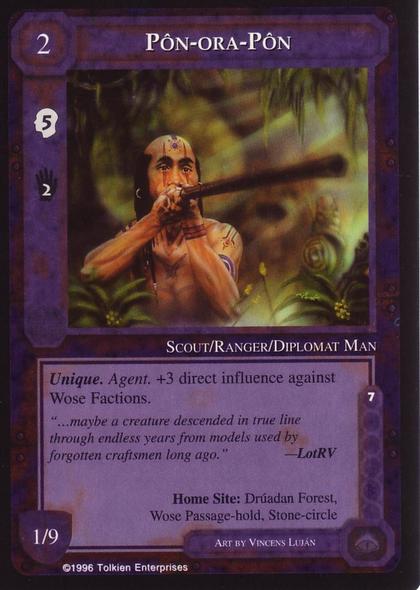 2
PÔN-ORA-PÔN
5
2
SCOUT/RANGER/DIPLOMAT MAN
Unique. Agent. +3 direct influence against
Wose Factions.
7
“...maybe a creature descended in true line
through endless years from models used by
forgotten craftsmen long ago.” —LotRV
Home Site: Drúadan Forest,
Wose Passage-hold, Stone-circle
1/9
ART BY VINCENS LUJÁN
©1996 Tolkien Enterprises